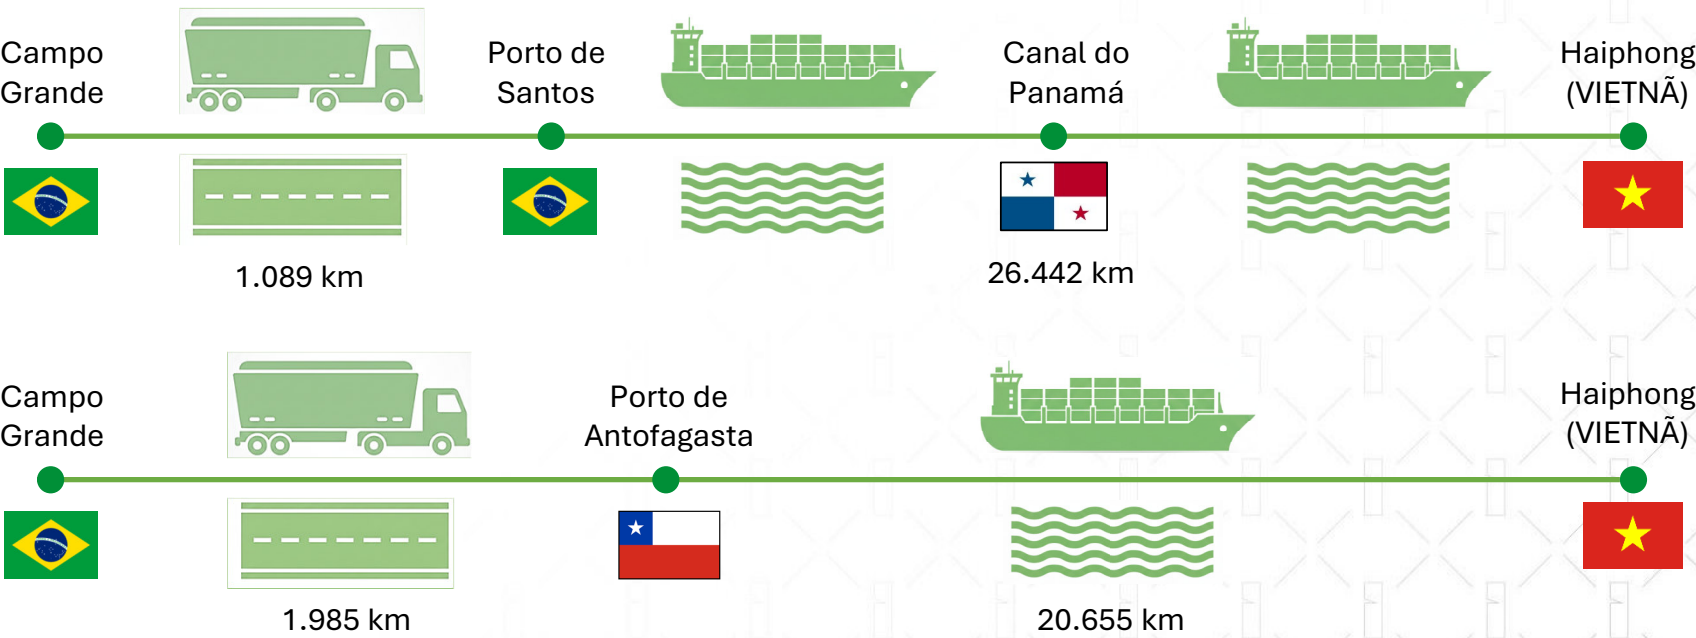 Campo
Grande
Porto de
Santos
Canal do
Panamá
Haiphong
(VIETNÃ)
1.089 km
26.442 km
Campo
Grande
Porto de
Antofagasta
Haiphong
(VIETNÃ)
1.985 km
20.655 km